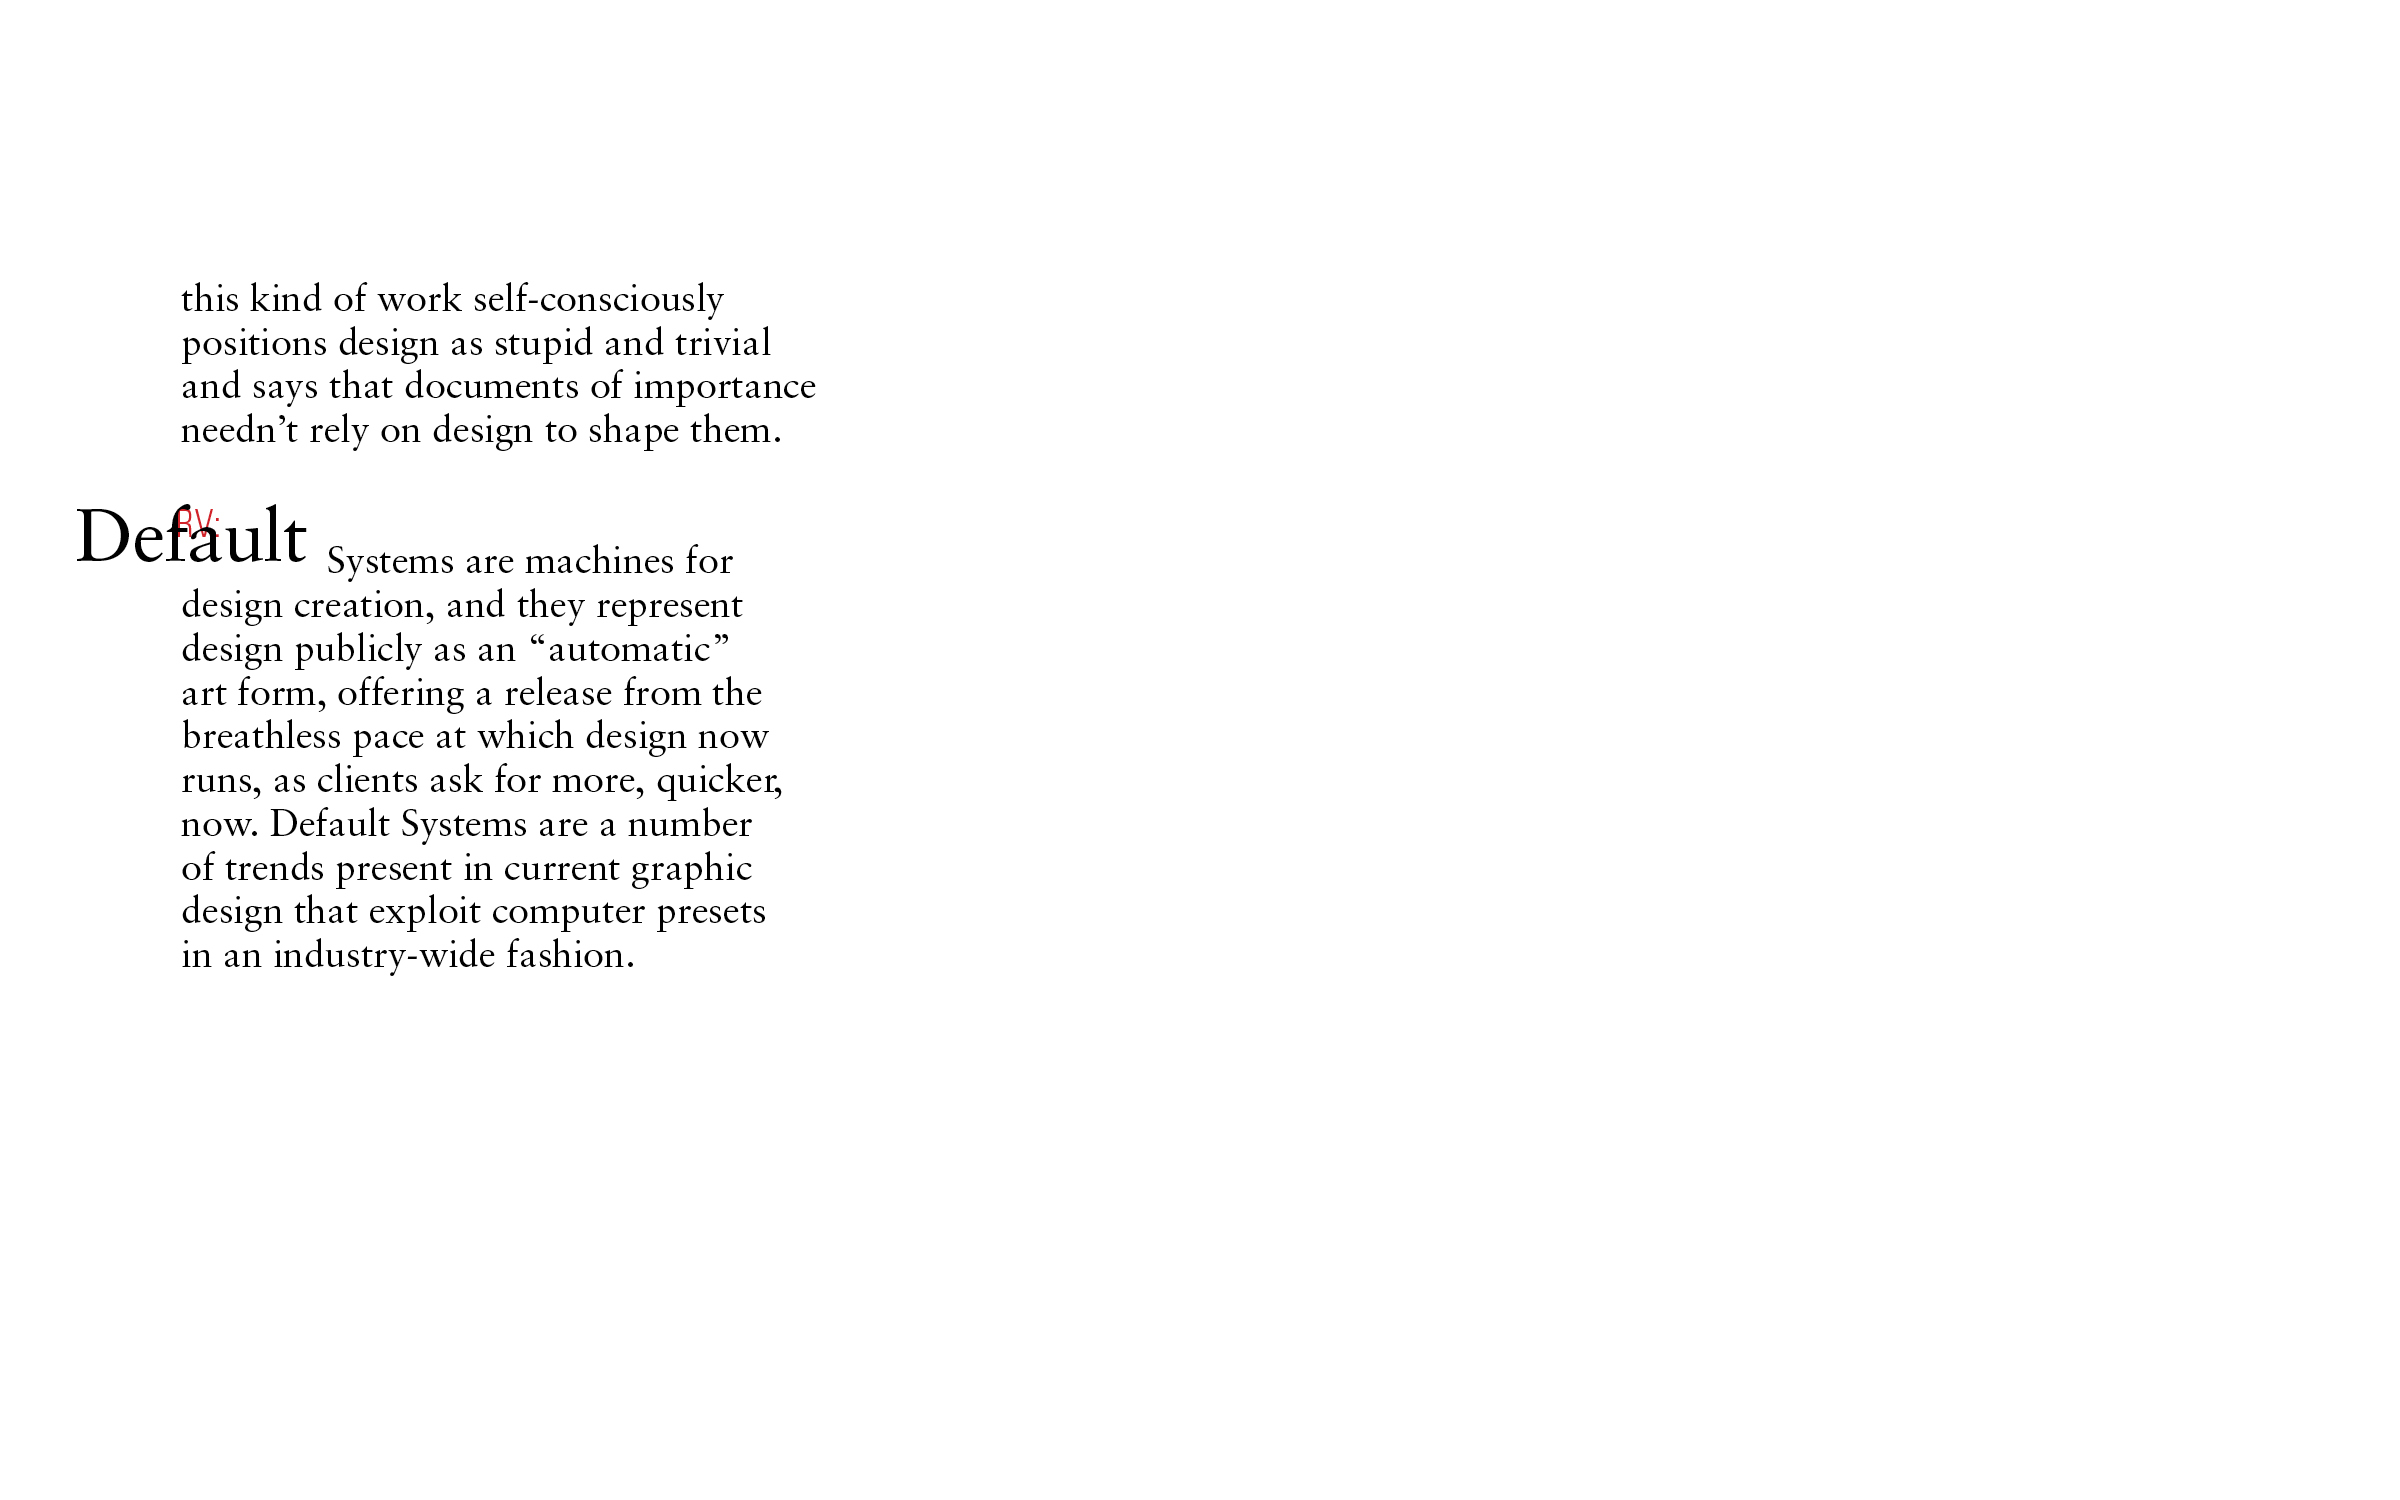 this kind of work self-consciously
positions design as stupid and trivial
and says that documents of importance
needn’t rely on design to shape them.
RV:
Default Systems are machines for
design creation, and they represent
design publicly as an “automatic”
art form, offering a release from the
breathless pace at which design now
runs, as clients ask for more, quicker,
now. Default Systems are a number
of trends present in current graphic
design that exploit computer presets
in an industry-wide fashion.